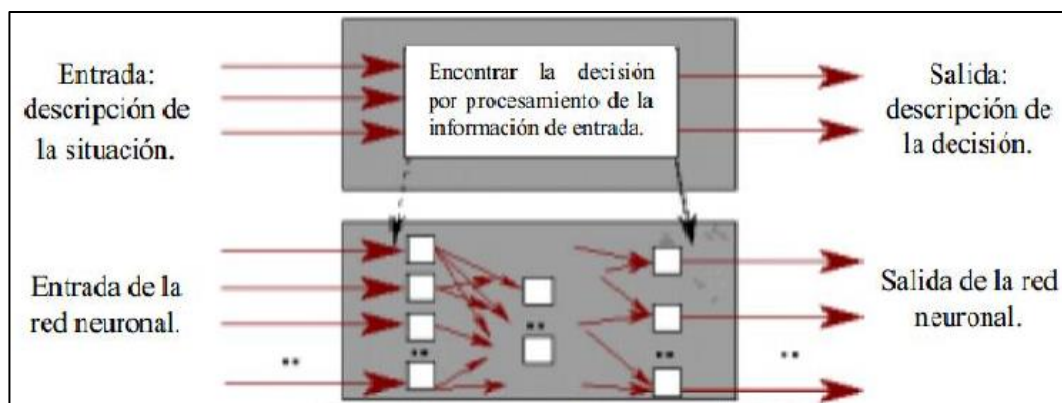 Entrada:
descripción de
la situación.
Encontrar la decisión
por procesamiento de la
información de entrada.
Salida:
descripción de
la decisión.
Entrada de la
red neuronal.
Salida de la red
neuronal.